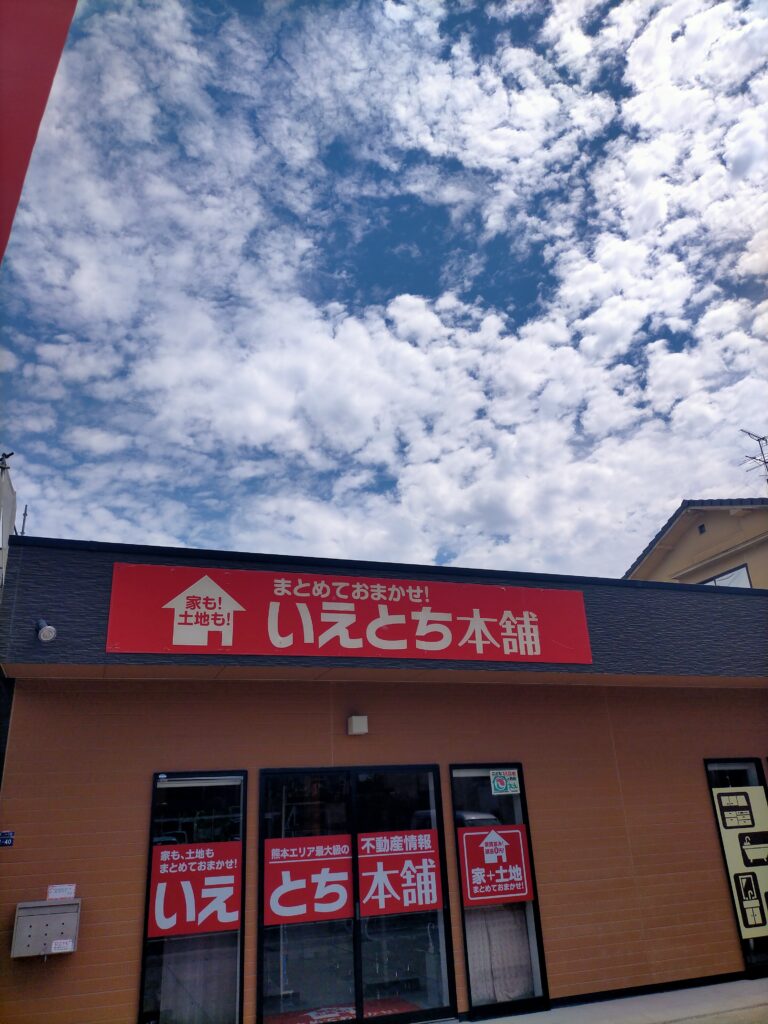 家も!
土地も!
まとめておまかせ!
いえとち本舗
家も、土地も
まとめておまかせ!
いえ
熊本エリア最大級の
とち
不動産情報
本舗
家+土地
まとめておまかせ!
-40